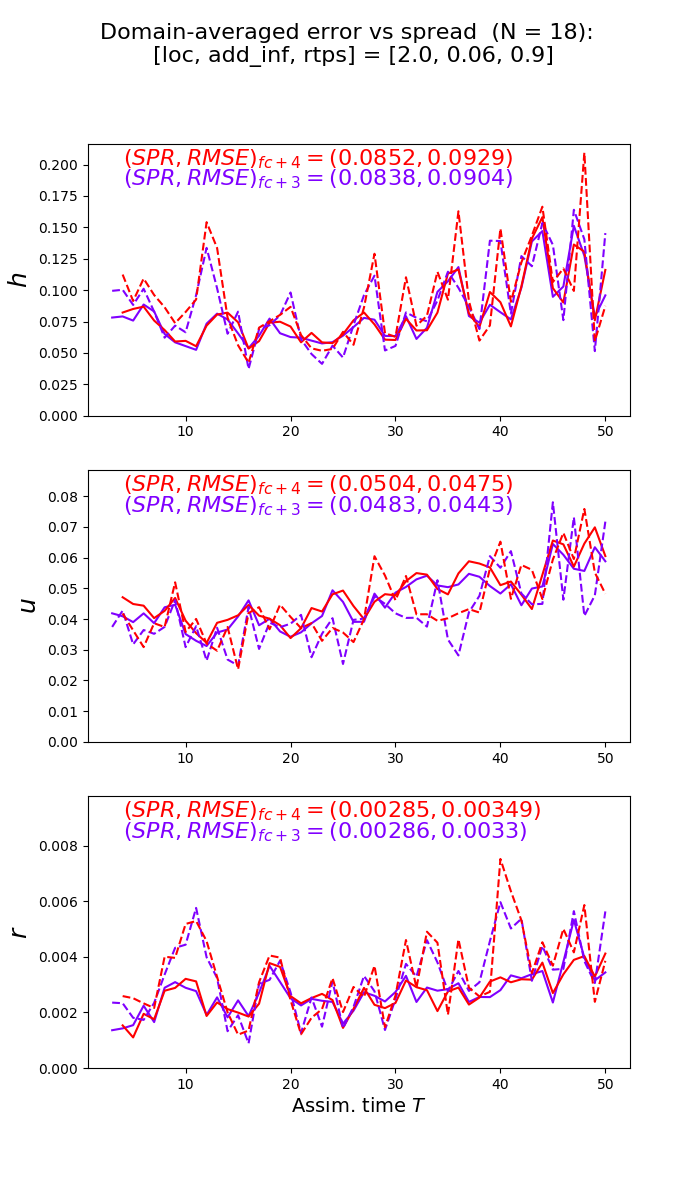 Domain-averaged error vs spread (N = 18):
[loc, add_inf, rtps] = [2.0, 0.06, 0.9]
(SPR, RMSE)fc+4 = (0.0852, 0.0929)
(SPR, RMSE)fc+3 = (0.0838, 0.0904)
0.200
0.175
0.150
0.125
0.100
0.075
0.050
0.025
0.000
h
10 20 30 40 50
(SPR, RMSE)fc+4 = (0.0504, 0.0475)
(SPR, RMSE)fc+3 = (0.0483, 0.0443)
0.08
0.07
0.06
0.05
0.04
0.03
0.02
0.01
0.00
u
10 20 30 40 50
(SPR, RMSE)fc+4 = (0.00285, 0.00349)
(SPR, RMSE)fc+3 = (0.00286, 0.0033)
0.008
0.006
0.004
0.002
0.000
r
10 20 30 40 50
Assim. time T